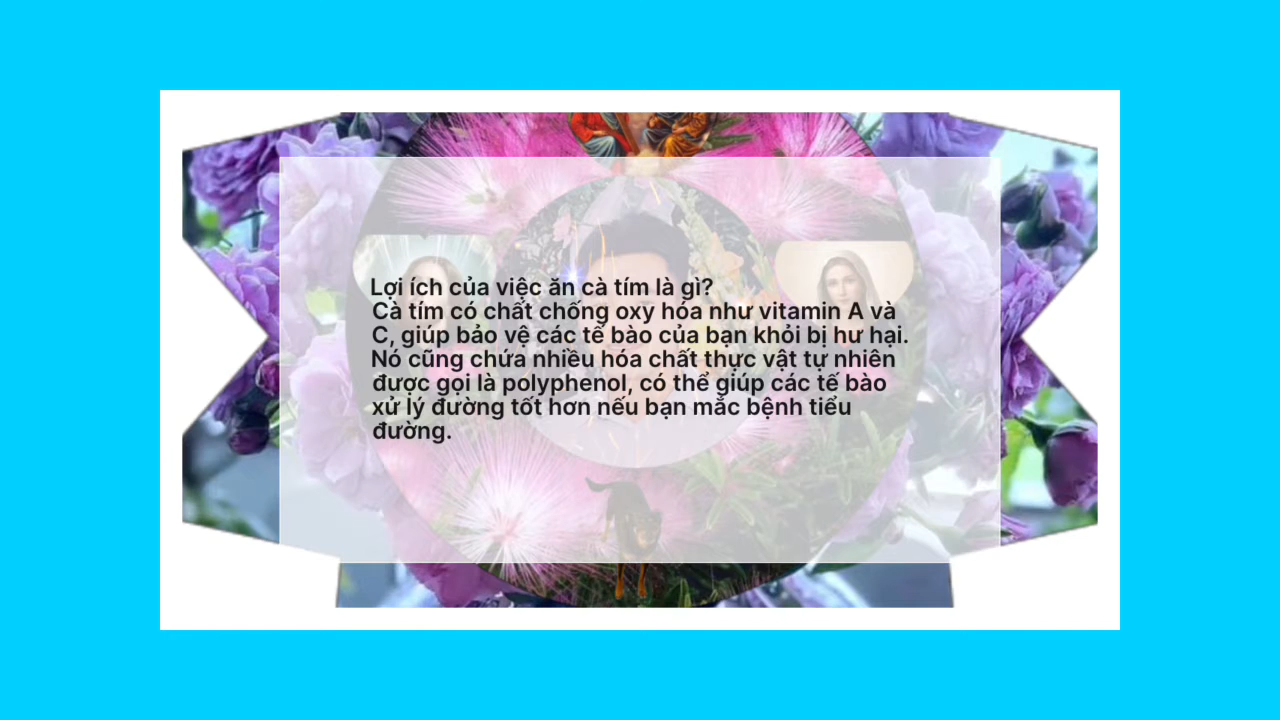 Lợi ích của việc ăn cà tím là gì?
Cà tím có chất chống oxy hóa như vitamin A và
C, giúp bảo vệ các tế bào của bạn khỏi bị hư hại.
Nó cũng chứa nhiều hóa chất thực vật tự nhiên
được gọi là polyphenol, có thể giúp các tế bào
xử lý đường tốt hơn nếu bạn mắc bệnh tiểu
đường.